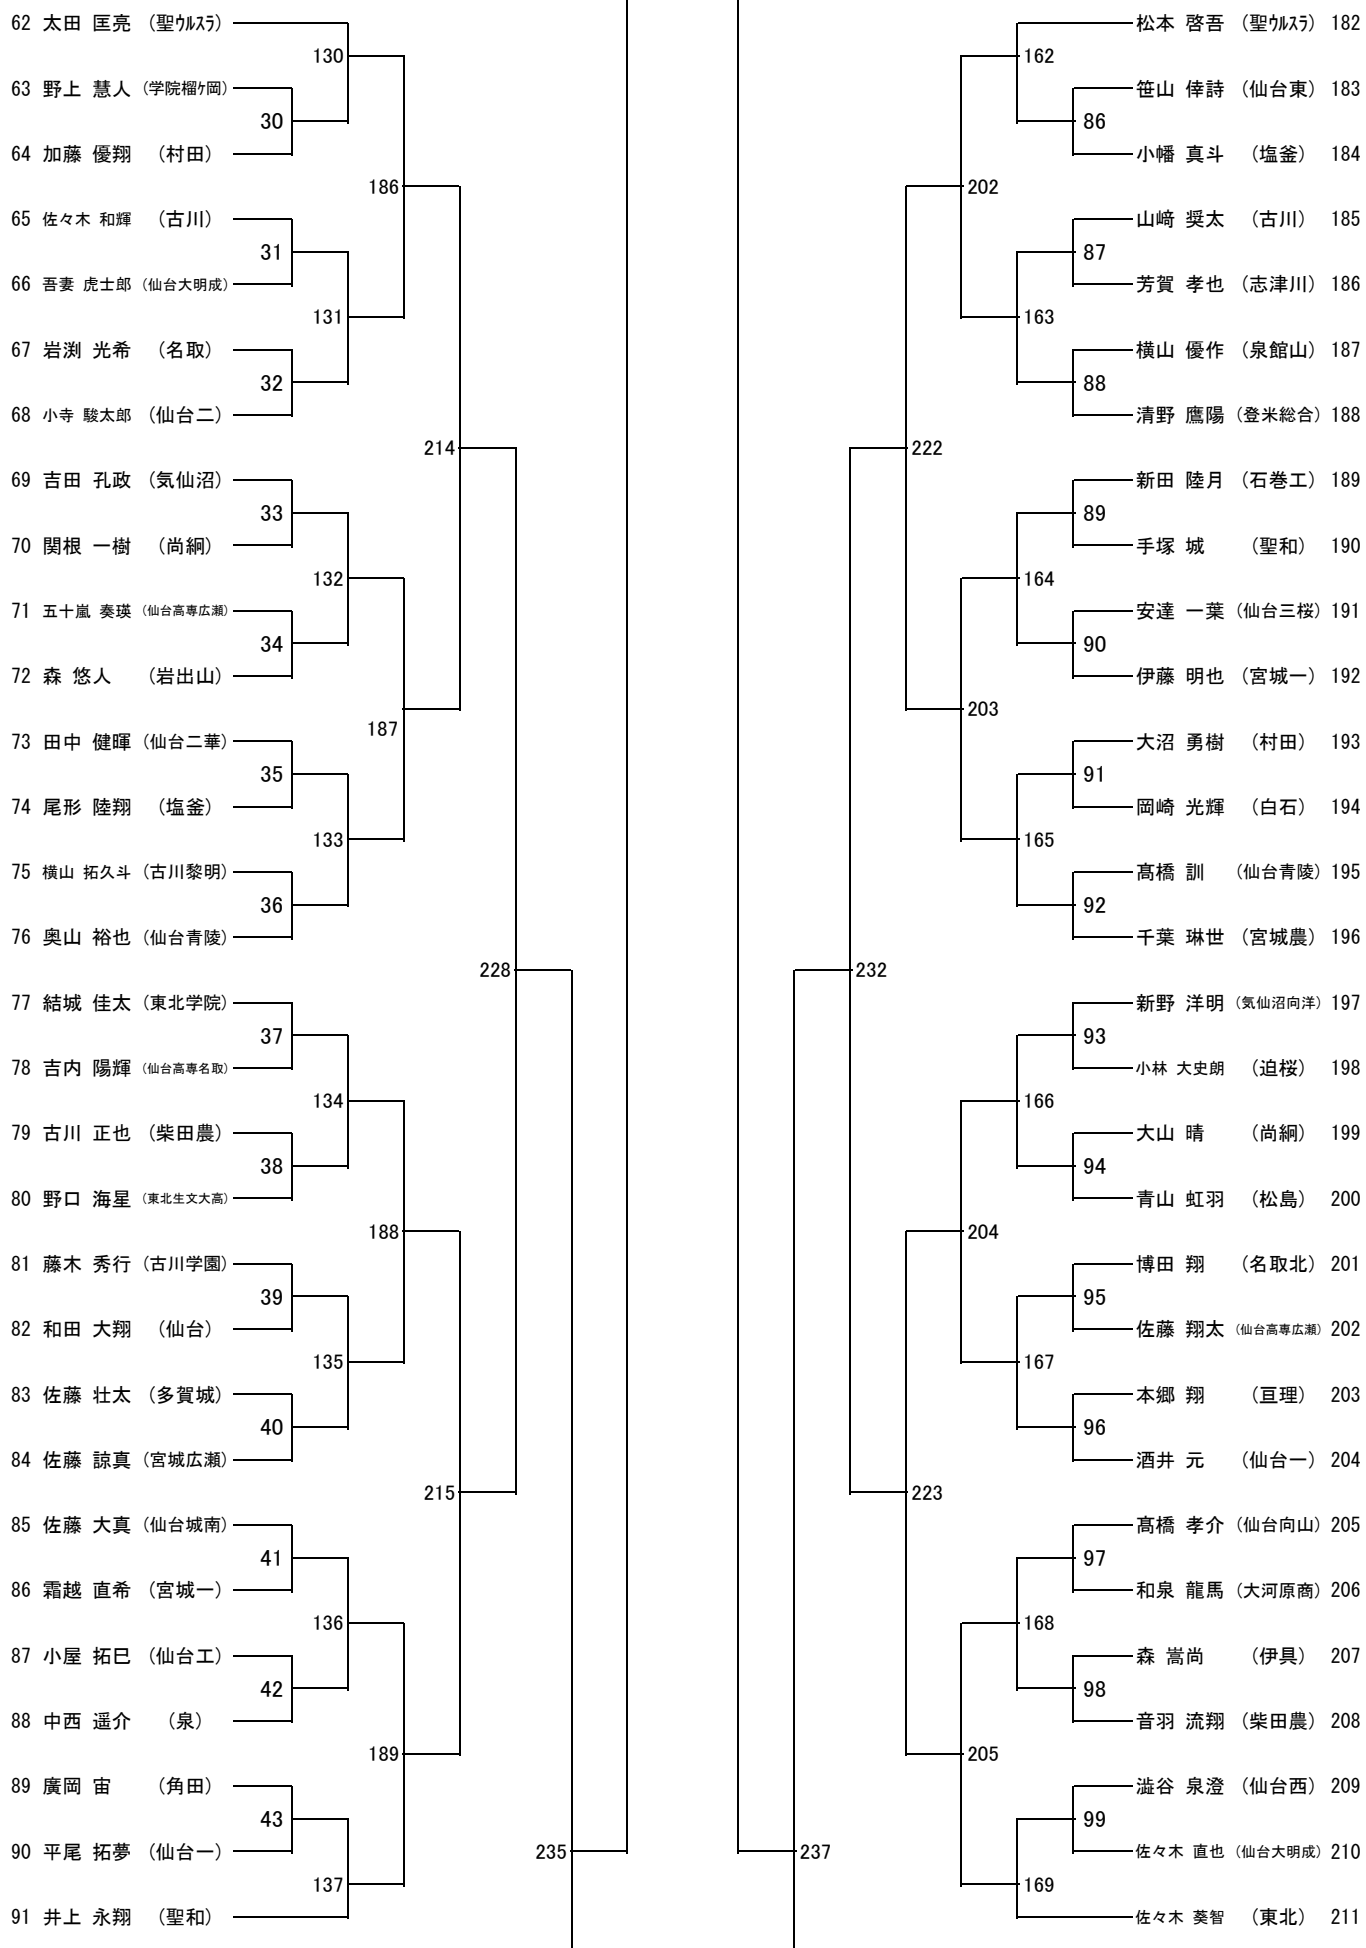 62 太田 匡亮 （聖ウルスラ）
63 野上 慧人 （学院榴ケ岡）
64 加藤 優翔 （村田）
65 佐々木 和輝 （古川）
66 吾妻 虎士郎 （仙台大明成）
67 岩渕 光希 （名取）
68 小寺 駿太郎 （仙台二）
69 吉田 孔政 （気仙沼）
70 関根 一樹 （尚絅）
71 五十嵐 奏瑛 （仙台高専広瀬）
72 森 悠人 （岩出山）
73 田中 健暉 （仙台二華）
74 尾形 陸翔 （塩釜）
75 横山 拓久斗 （古川黎明）
76 奥山 裕也 （仙台青陵）
77 結城 佳太 （東北学院）
78 吉内 陽輝 （仙台高専名取）
79 古川 正也 （柴田農）
80 野口 海星 （東北生文大高）
81 藤木 秀行 （古川学園）
82 和田 大翔 （仙台）
83 佐藤 壮太 （多賀城）
84 佐藤 諒真 （宮城広瀬）
85 佐藤 大真 （仙台城南）
86 霜越 直希 （宮城一）
87 小屋 拓巳 （仙台工）
88 中西 遥介 （泉）
89 廣岡 宙 （角田）
90 平尾 拓夢 （仙台一）
91 井上 永翔 （聖和）
30
31
32
33
34
35
36
37
38
39
40
41
42
43
130
131
132
133
134
135
136
137
186
187
188
189
214
215
228
235
237
232
222
223
202
203
204
205
162
163
164
165
166
167
168
169
86
87
88
89
90
91
92
93
94
95
96
97
98
99
松本 啓吾 （聖ウルスラ） 182
笹山 倖詩 （仙台東） 183
小幡 真斗 （塩釜） 184
山﨑 奨太 （古川） 185
芳賀 孝也 （志津川） 186
横山 優作 （泉館山） 187
清野 鷹陽 （登米総合） 188
新田 陸月 （石巻工） 189
手塚 城 （聖和） 190
安達 一葉 （仙台三桜） 191
伊藤 明也 （宮城一） 192
大沼 勇樹 （村田） 193
岡崎 光輝 （白石） 194
髙橋 訓 （仙台青陵） 195
千葉 琳世 （宮城農） 196
新野 洋明 （気仙沼向洋） 197
小林 大史朗 （迫桜） 198
大山 晴 （尚絅） 199
青山 虹羽 （松島） 200
博田 翔 （名取北） 201
佐藤 翔太 （仙台高専広瀬） 202
本郷 翔 （亘理） 203
酒井 元 （仙台一） 204
髙橋 孝介 （仙台向山） 205
和泉 龍馬 （大河原商） 206
森 嵩尚 （伊具） 207
音羽 流翔 （柴田農） 208
澁谷 泉澄 （仙台西） 209
佐々木 直也 （仙台大明成） 210
佐々木 葵智 （東北） 211